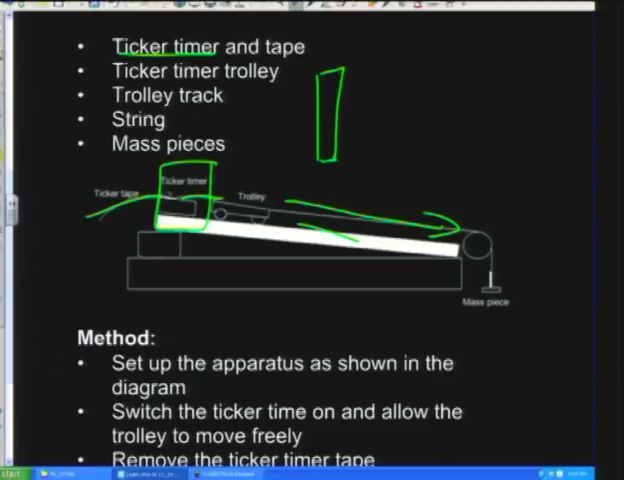 • Ticker timer and tape
• Ticker timer trolley
• Trolley track
• String
• Mass pieces
Ticker timer
Ticker tape
Trolley
Mass piece
Method:
• Set up the apparatus as shown in the
diagram
• Switch the ticker time on and allow the
trolley to move freely
• Remove the ticker timer tape
start